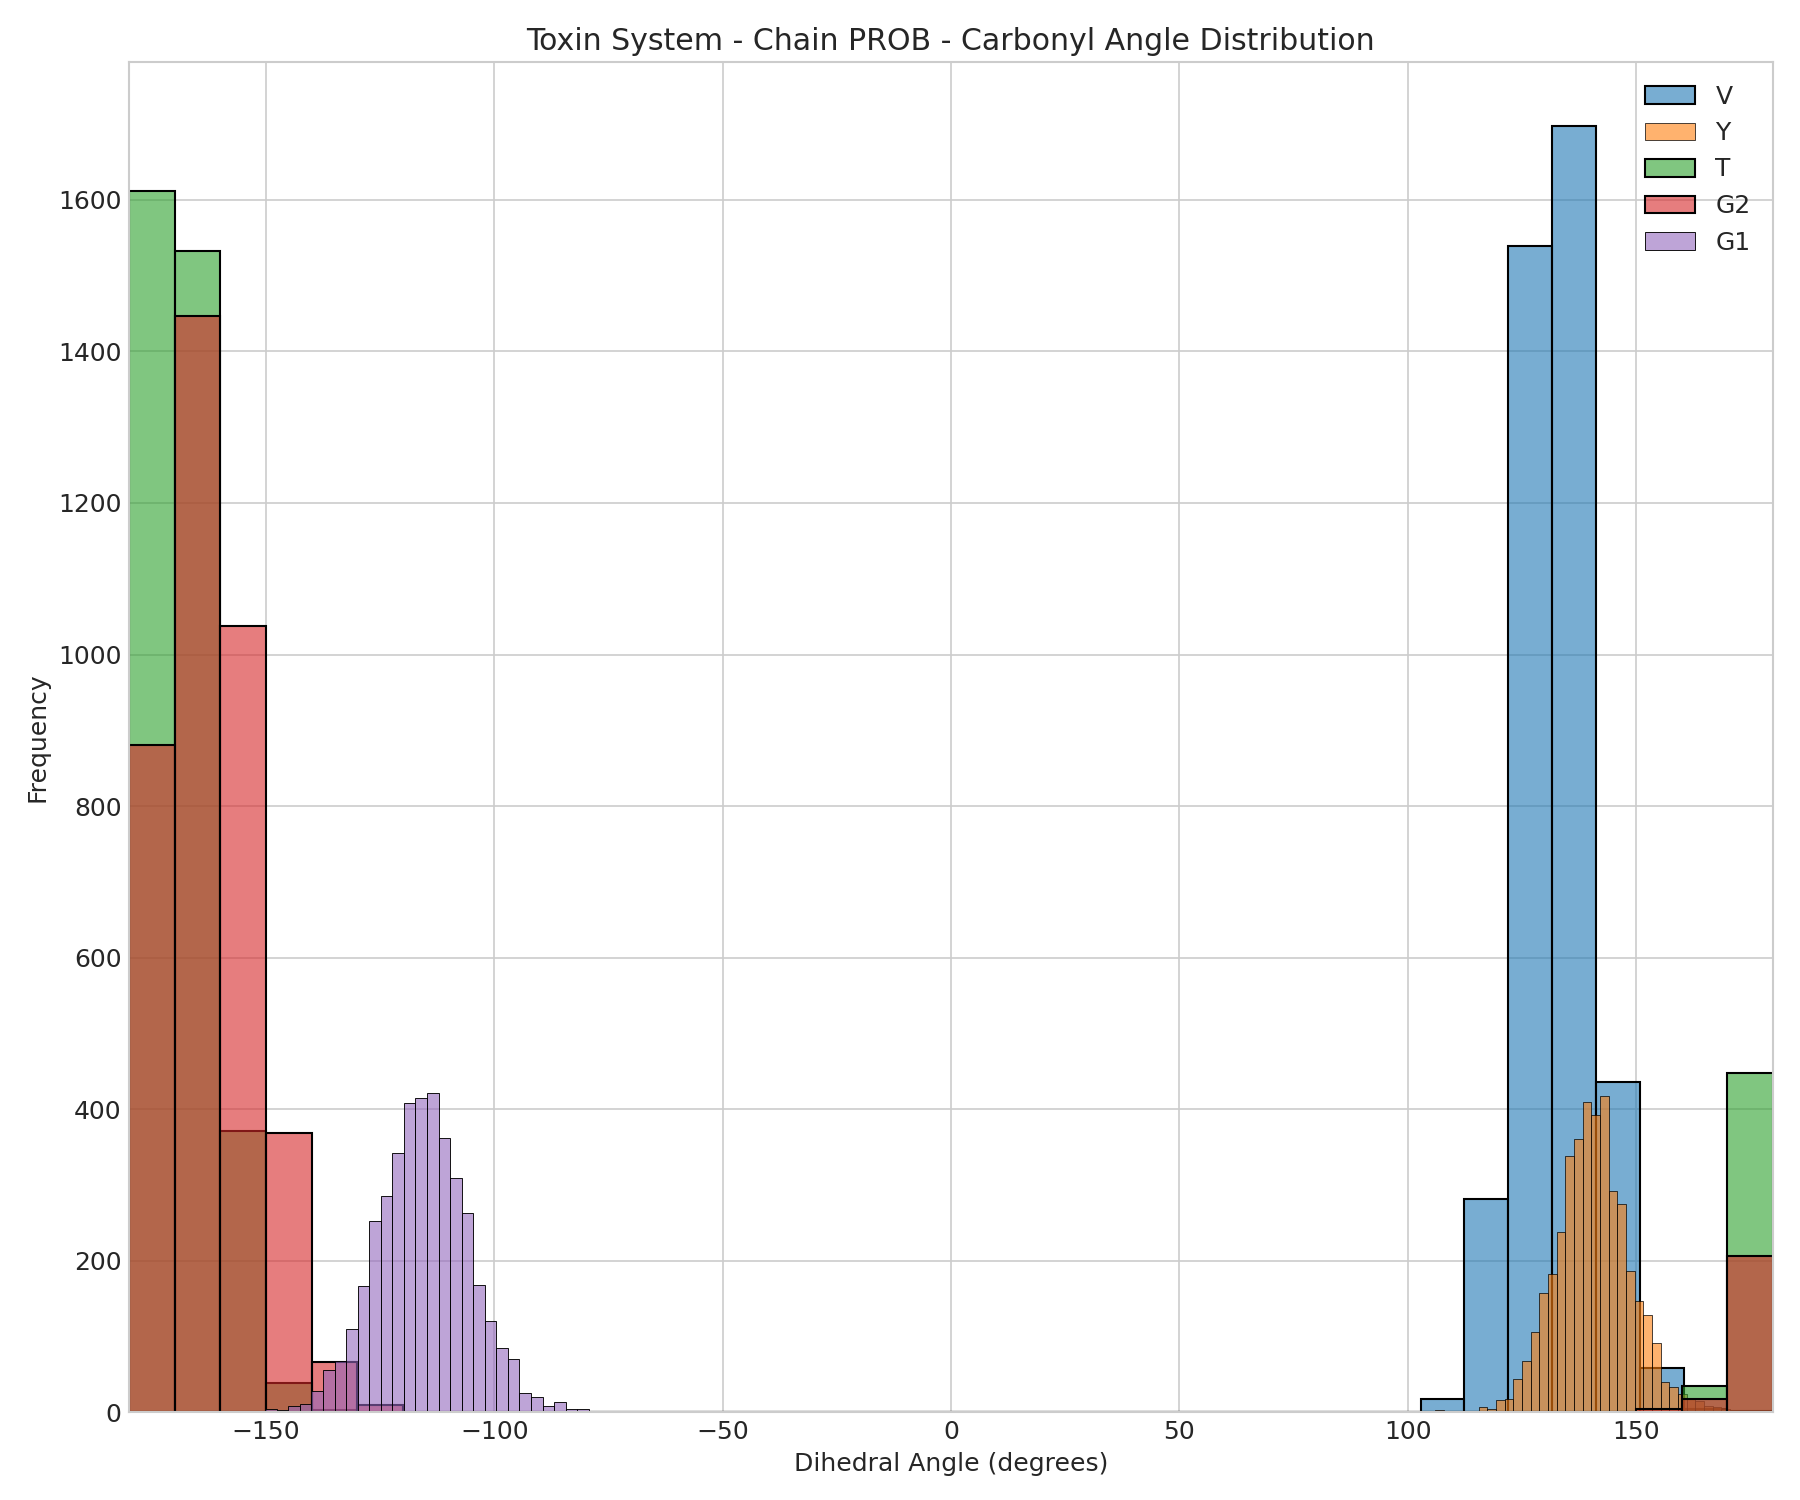 Toxin System - Chain PROB - Carbonyl Angle Distribution
V
Y
T
G2
G1
Frequency
1600
1400
1200
1000
800
600
400
200
0
−150
−100
−50
0
50
100
150
Dihedral Angle (degrees)